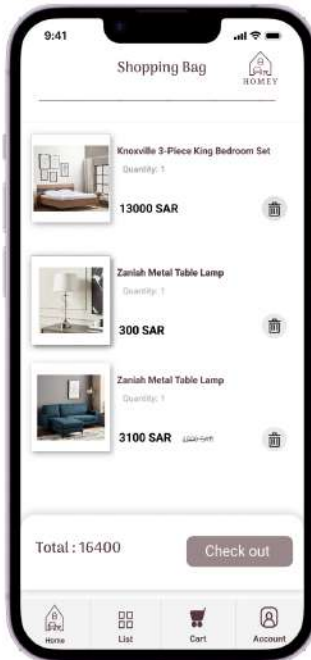 9:41
Shopping Bag
HOMEY
Knoxville 3-Piece King Bedroom Set
Quantity: 1
13000 SAR
Zaniah Metal Table Lamp
Quantity: 1
300 SAR
Zaniah Metal Table Lamp
Quantity: 1
3100 SAR
Total : 16400
Check out
Home
List
Cart
Account